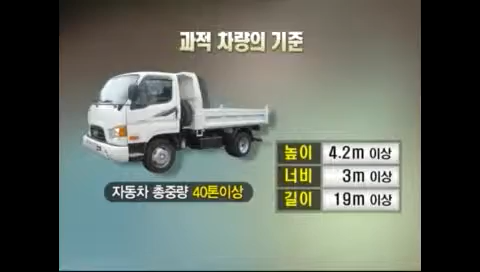 과적 차량의 기준
자동차 총중량 40톤이상
높이 4.2m 이상
너비 3m 이상
길이 19m 이상